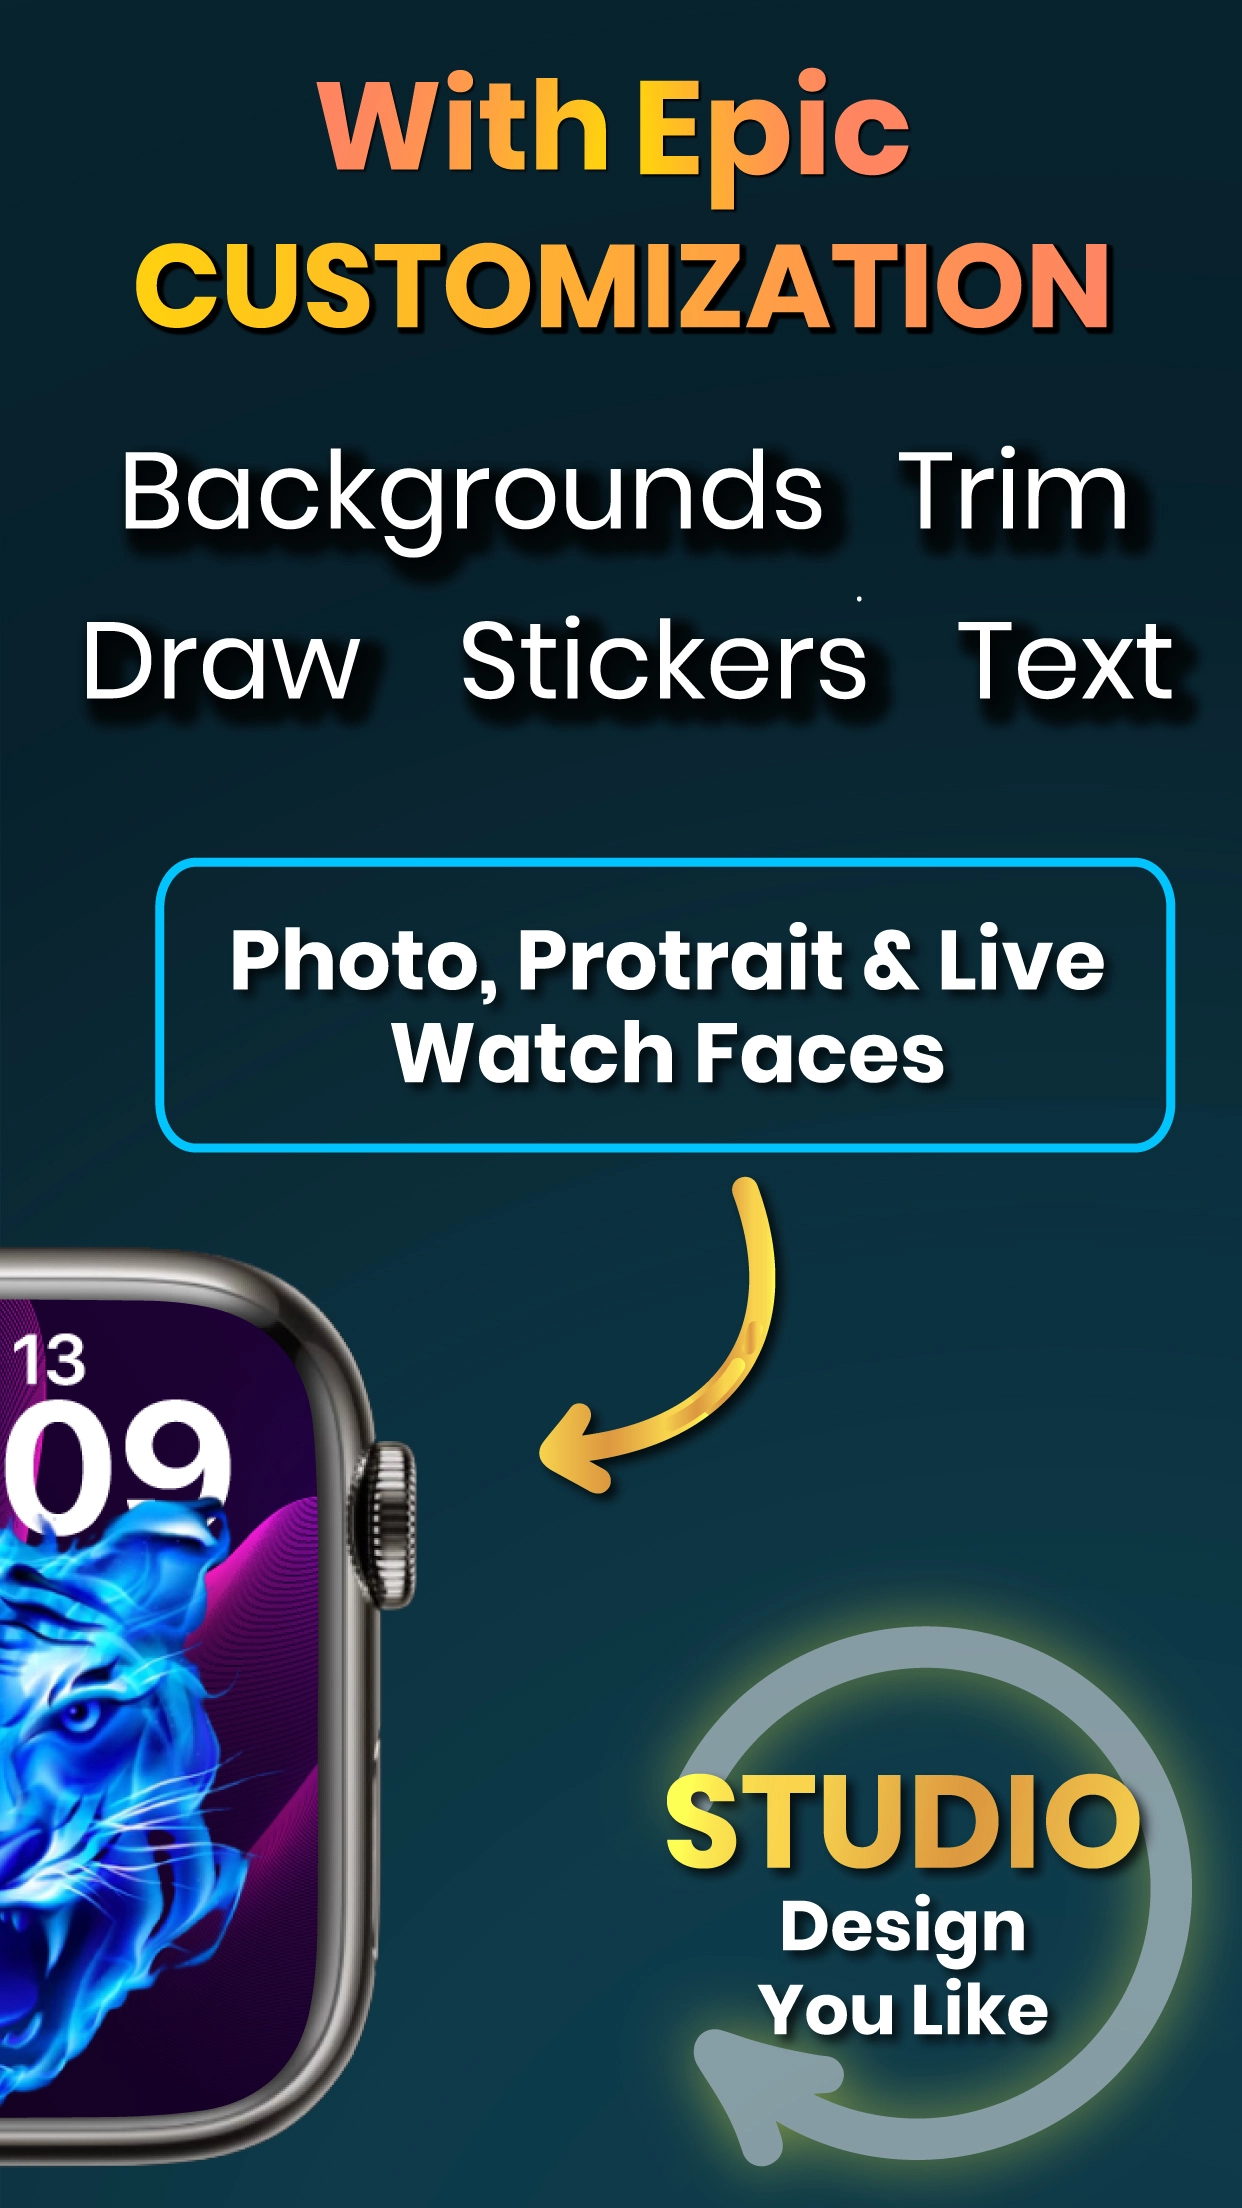 With Epic
CUSTOMIZATION
Backgrounds Trim
Draw Stickers Text
Photo, Protrait & Live
Watch Faces
13
09
STUDIO
Design
You Like